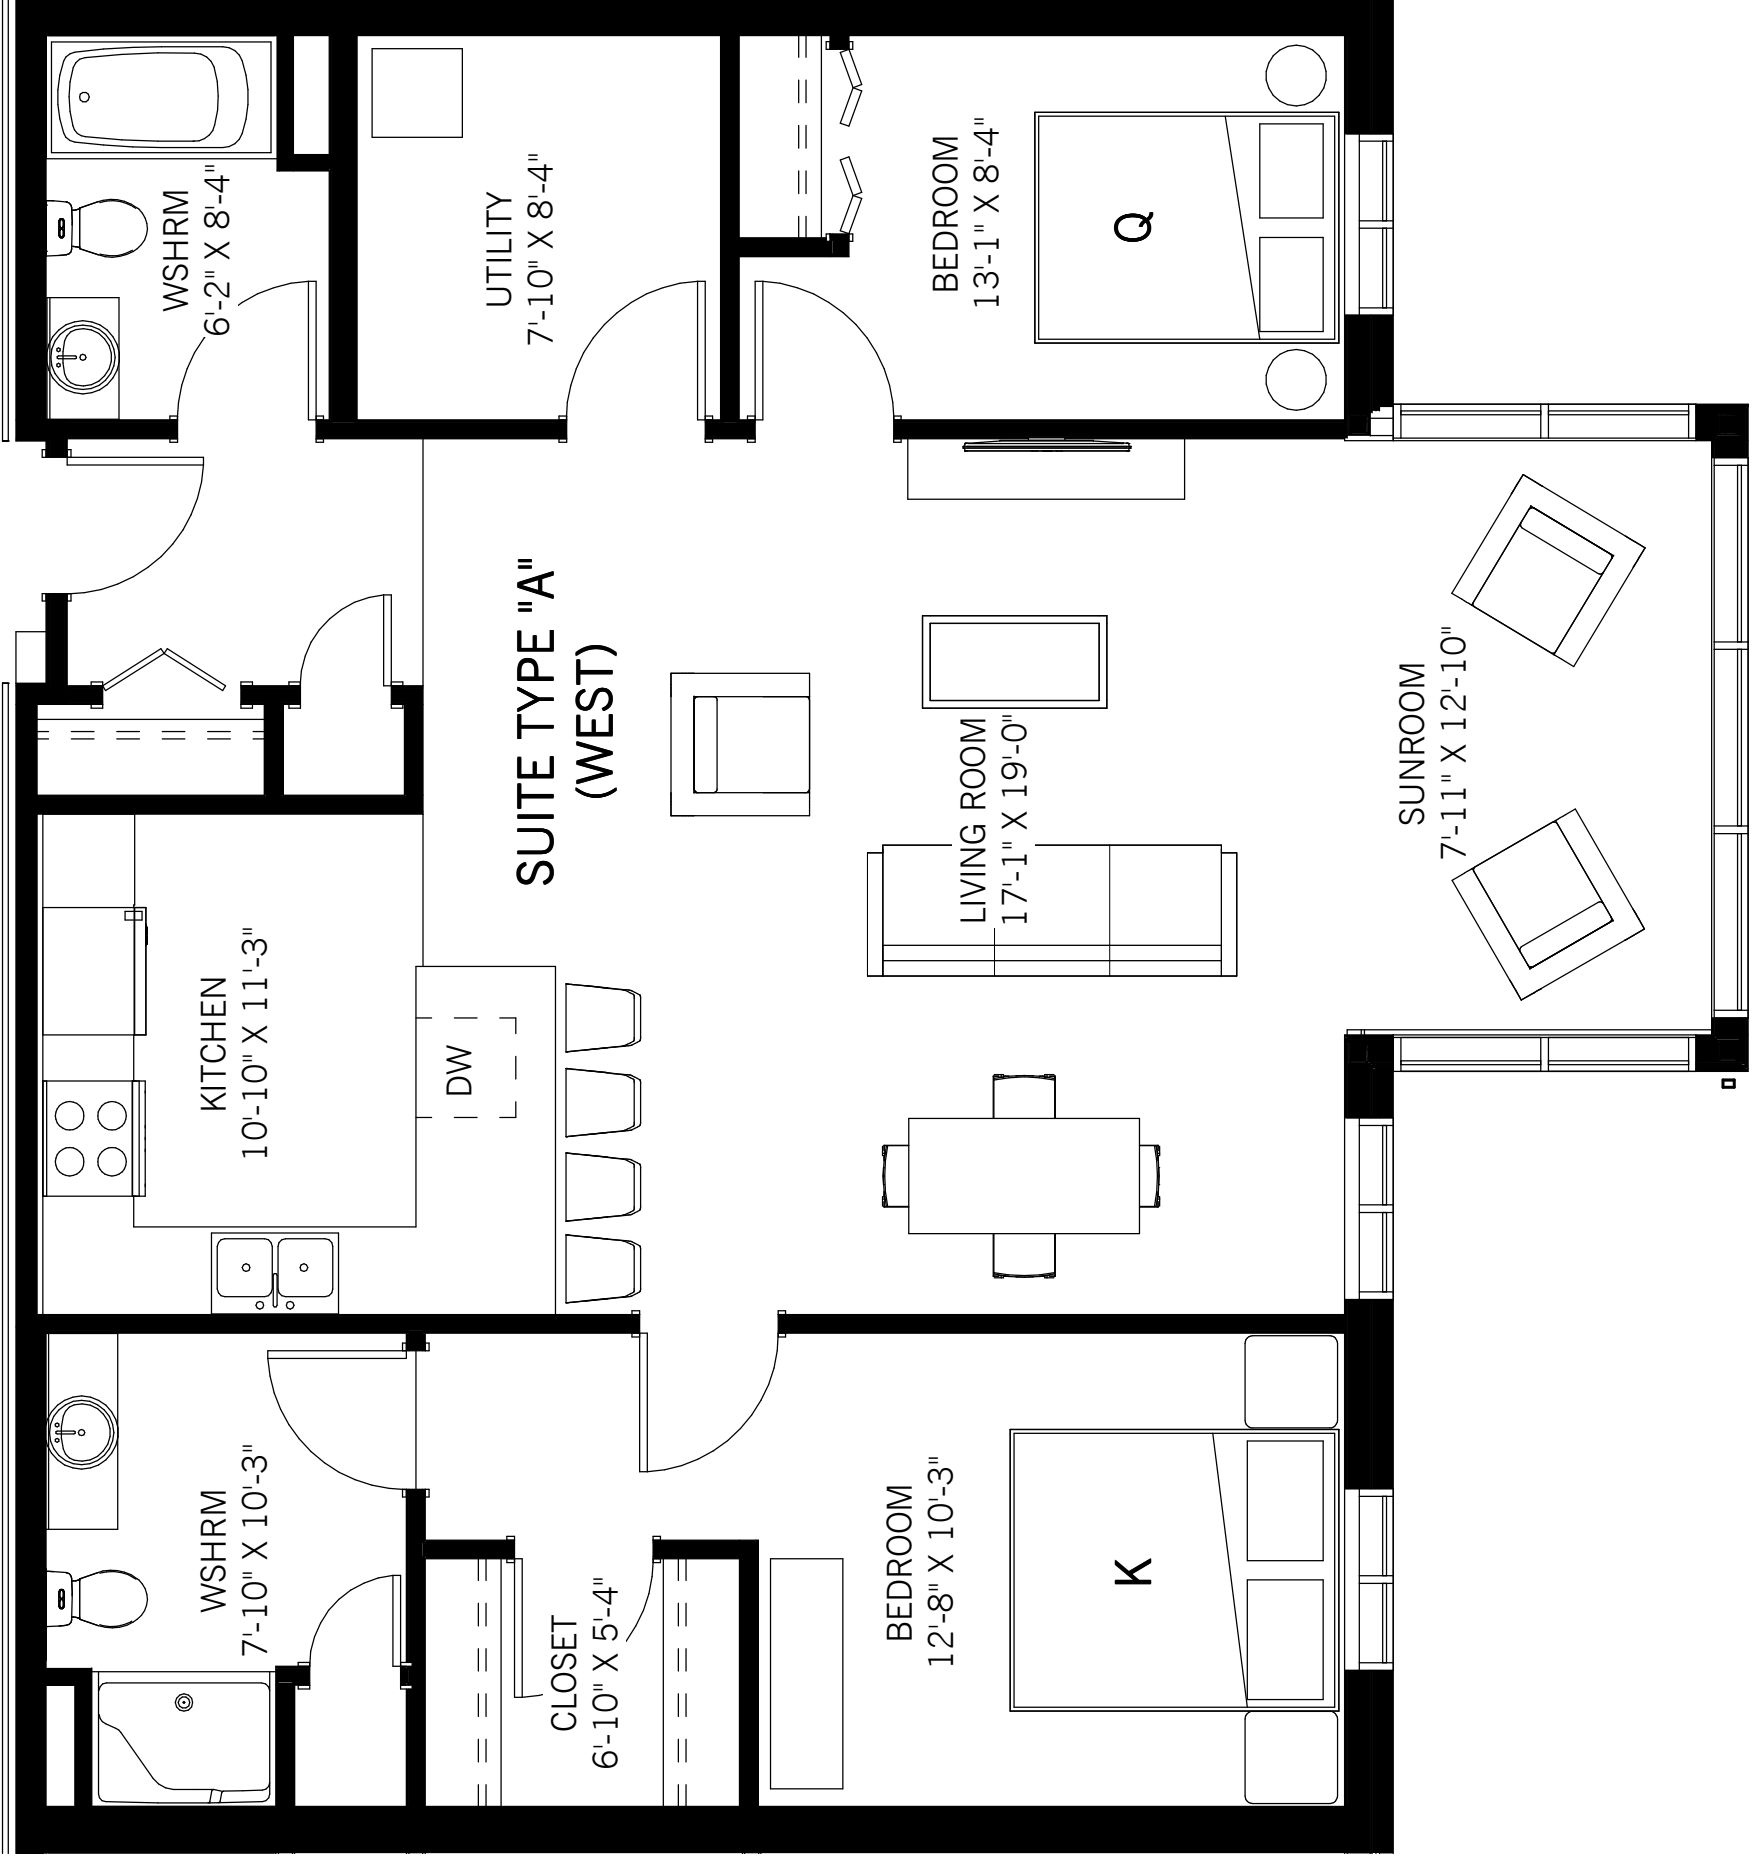 WSHRM
6'-2" X 8'-4"
UTILITY
7'-10" X 8'-4"
BEDROOM
13'-1" X 8'-4"
Q
SUITE TYPE "A"
(WEST)
LIVING ROOM
17'-1" X 19'-0"
SUNROOM
7'-11" X 12'-10"
KITCHEN
10'-10" X 11'-3"
DW
WSHRM
7'-10" X 10'-3"
CLOSET
6'-10" X 5'-4"
BEDROOM
12'-8" X 10'-3"
K